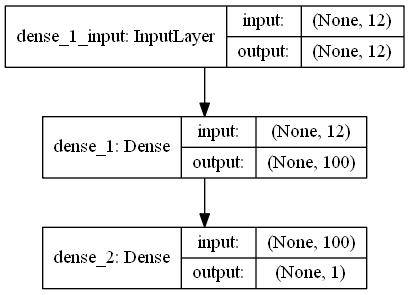 dense_1_input: InputLayer
input: (None, 12)
output: (None, 12)
dense_1: Dense
input: (None, 12)
output: (None, 100)
dense_2: Dense
input: (None, 100)
output: (None, 1)